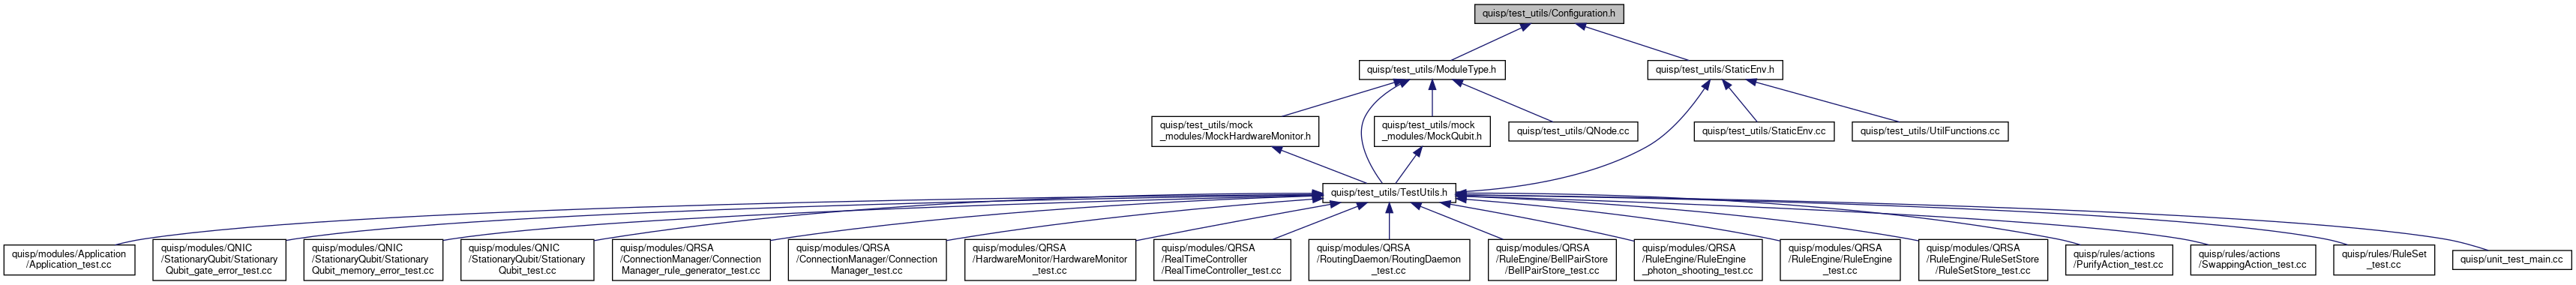 quisp/test_utils/Configuration.h
quisp/test_utils/ModuleType.h
quisp/test_utils/StaticEnv.h
quisp/test_utils/mock
_modules/MockHardwareMonitor.h
quisp/test_utils/mock
_modules/MockQubit.h
quisp/test_utils/QNode.cc
quisp/test_utils/StaticEnv.cc
quisp/test_utils/UtilFunctions.cc
quisp/test_utils/TestUtils.h
quisp/modules/Application
/Application_test.cc
quisp/modules/QNIC
/StationaryQubit/Stationary
Qubit_gate_error_test.cc
quisp/modules/QNIC
/StationaryQubit/Stationary
Qubit_memory_error_test.cc
quisp/modules/QNIC
/StationaryQubit/Stationary
Qubit_test.cc
quisp/modules/QRSA
/ConnectionManager/Connection
Manager_rule_generator_test.cc
quisp/modules/QRSA
/ConnectionManager/Connection
Manager_test.cc
quisp/modules/QRSA
/HardwareMonitor/HardwareMonitor
_test.cc
quisp/modules/QRSA
/RealTimeController
/RealTimeController_test.cc
quisp/modules/QRSA
/RoutingDaemon/RoutingDaemon
_test.cc
quisp/modules/QRSA
/RuleEngine/BellPairStore
/BellPairStore_test.cc
quisp/modules/QRSA
/RuleEngine/RuleEngine
_photon_shooting_test.cc
quisp/modules/QRSA
/RuleEngine/RuleEngine
_test.cc
quisp/modules/QRSA
/RuleEngine/RuleSetStore
/RuleSetStore_test.cc
quisp/rules/actions
/PurifyAction_test.cc
quisp/rules/actions
/SwappingAction_test.cc
quisp/rules/RuleSet
_test.cc
quisp/unit_test_main.cc